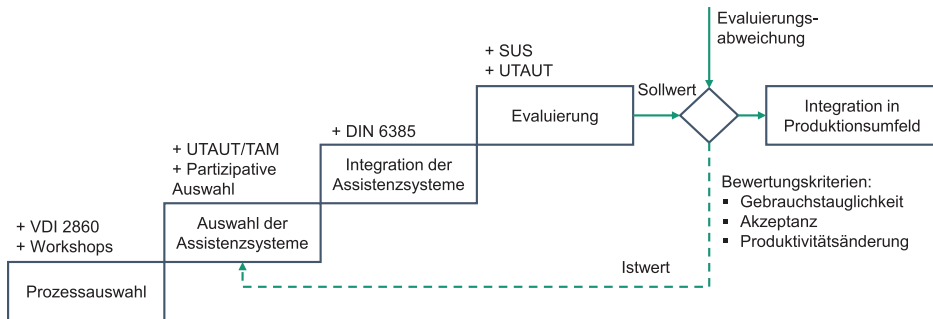 + VDI 2860
+ Workshops
Prozessauswahl
+ UTAUT/TAM
+ Partizipative
Auswahl
Auswahl der
Assistenzsysteme
+ DIN 6385
Integration der
Assistenzsysteme
+ SUS
+ UTAUT
Evaluierung
Sollwert
Evaluierungs-
abweichung
Integration in
Produktionsumfeld
Bewertungskriterien:
▪ Gebrauchstauglichkeit
▪ Akzeptanz
▪ Produktivitätsänderung
Istwert